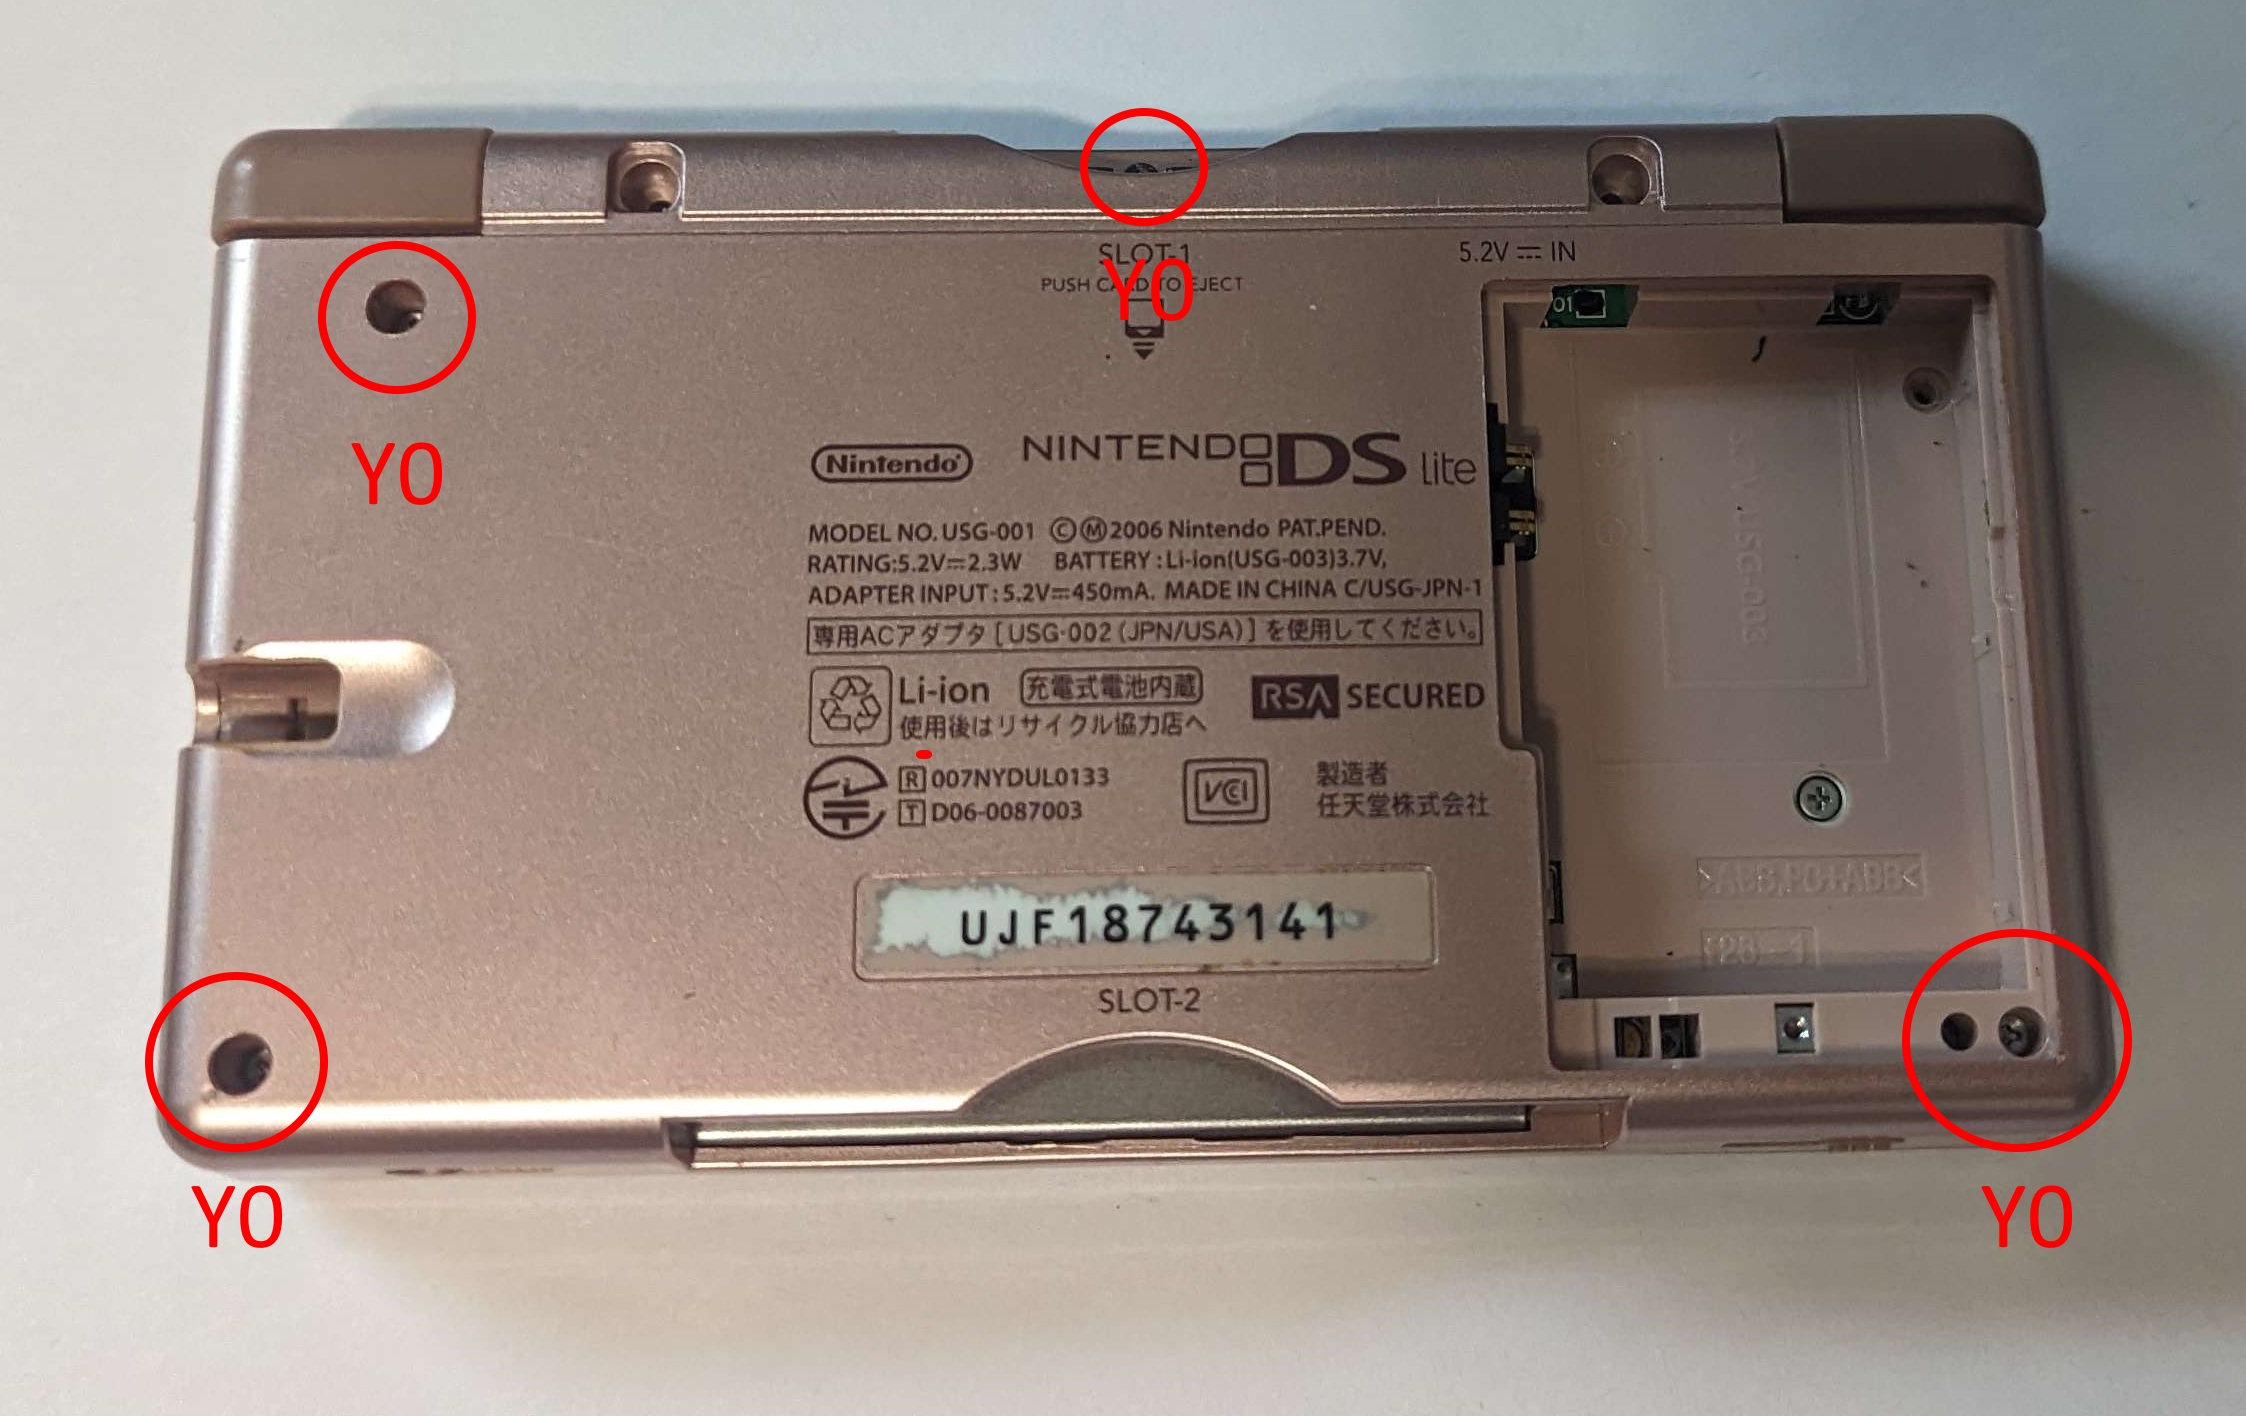 SLOT-1
PUSH CARD TO EJECT
Y0
5.2V ⎓ IN
O1
Y0
Nintendo
NINTENDO DS lite
MODEL NO. USG-001 ©Ⓜ2006 Nintendo PAT.PEND.
RATING:5.2V⎓2.3W BATTERY : Li-ion(USG-003)3.7V,
ADAPTER INPUT : 5.2V⎓450mA. MADE IN CHINA C/USG-JPN-1
専用ACアダプタ [ USG-002 (JPN/USA) ] を使用してください。
Li-ion 充電式電池内蔵
使用後はリサイクル協力店へ
RSA SECURED
R 007NYDUL0133
T D06-0087003
VCCI
製造者
任天堂株式会社
UJF18743141
SLOT-2
Y0
Y0